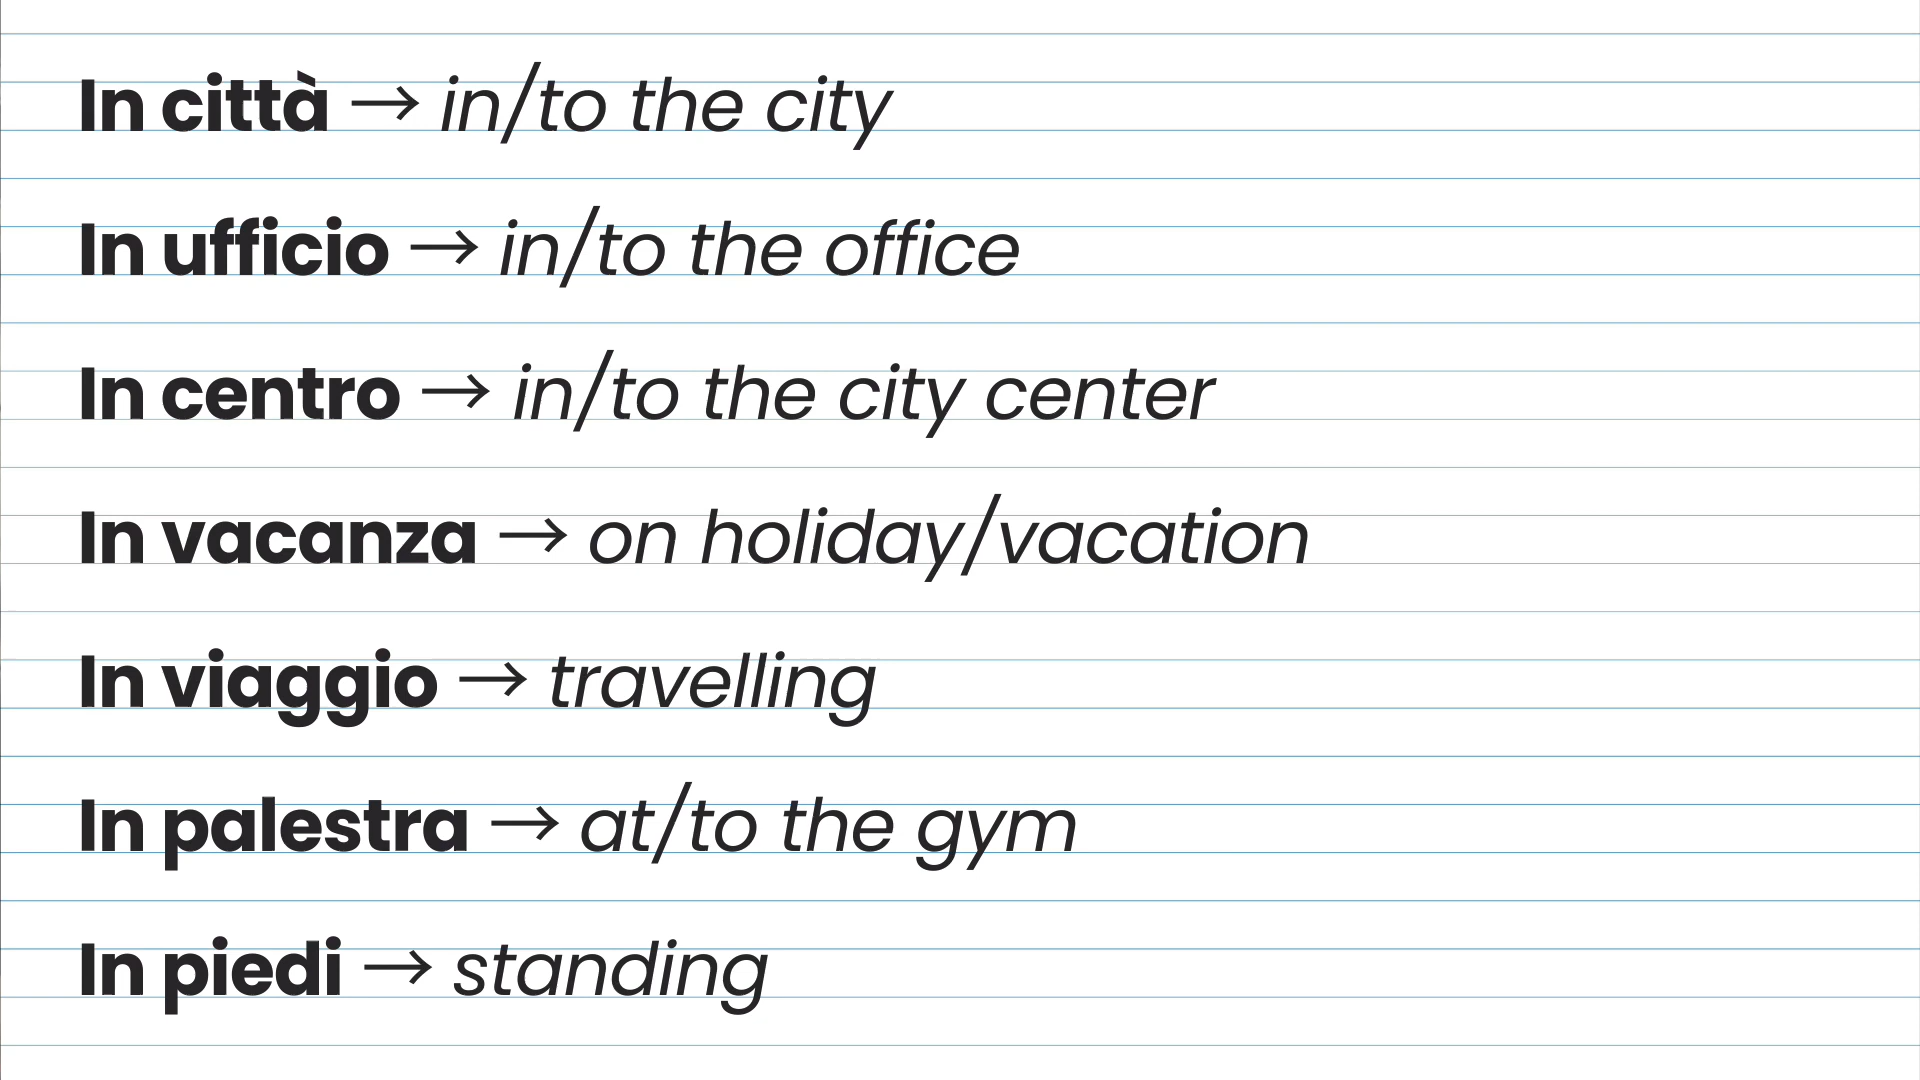 In città → in/to the city
In ufficio → in/to the office
In centro → in/to the city center
In vacanza → on holiday/vacation
In viaggio → travelling
In palestra → at/to the gym
In piedi → standing